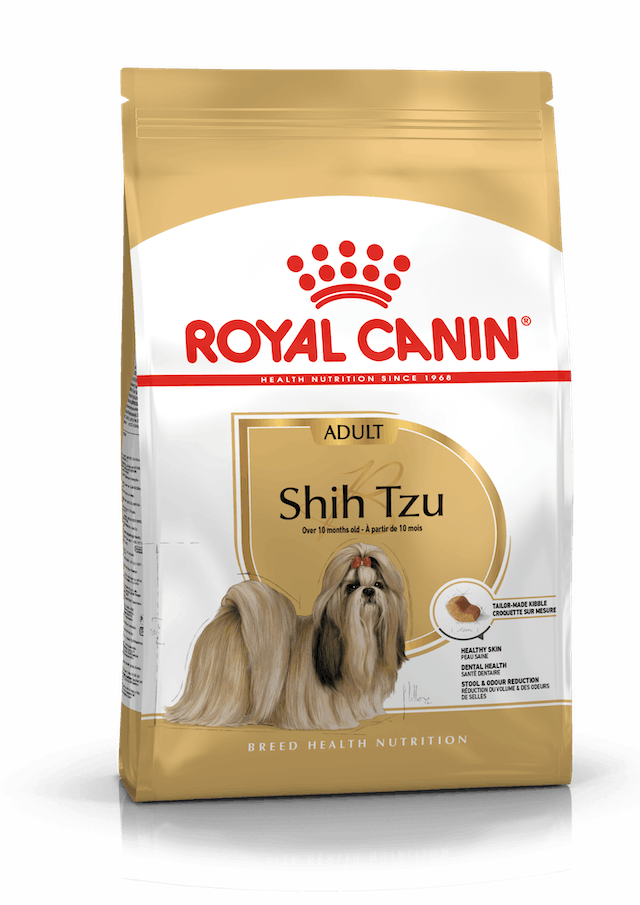 ROYAL CANIN®
HEALTH NUTRITION SINCE 1968
ADULT
Shih Tzu
Over 10 months old - À partir de 10 mois
TAILOR-MADE KIBBLE
CROQUETTE SUR MESURE
HEALTHY SKIN
PEAU SAINE
DENTAL HEALTH
SANTÉ DENTAIRE
STOOL & ODOUR REDUCTION
RÉDUCTION DU VOLUME & DES ODEURS
DE SELLES
BREED HEALTH NUTRITION